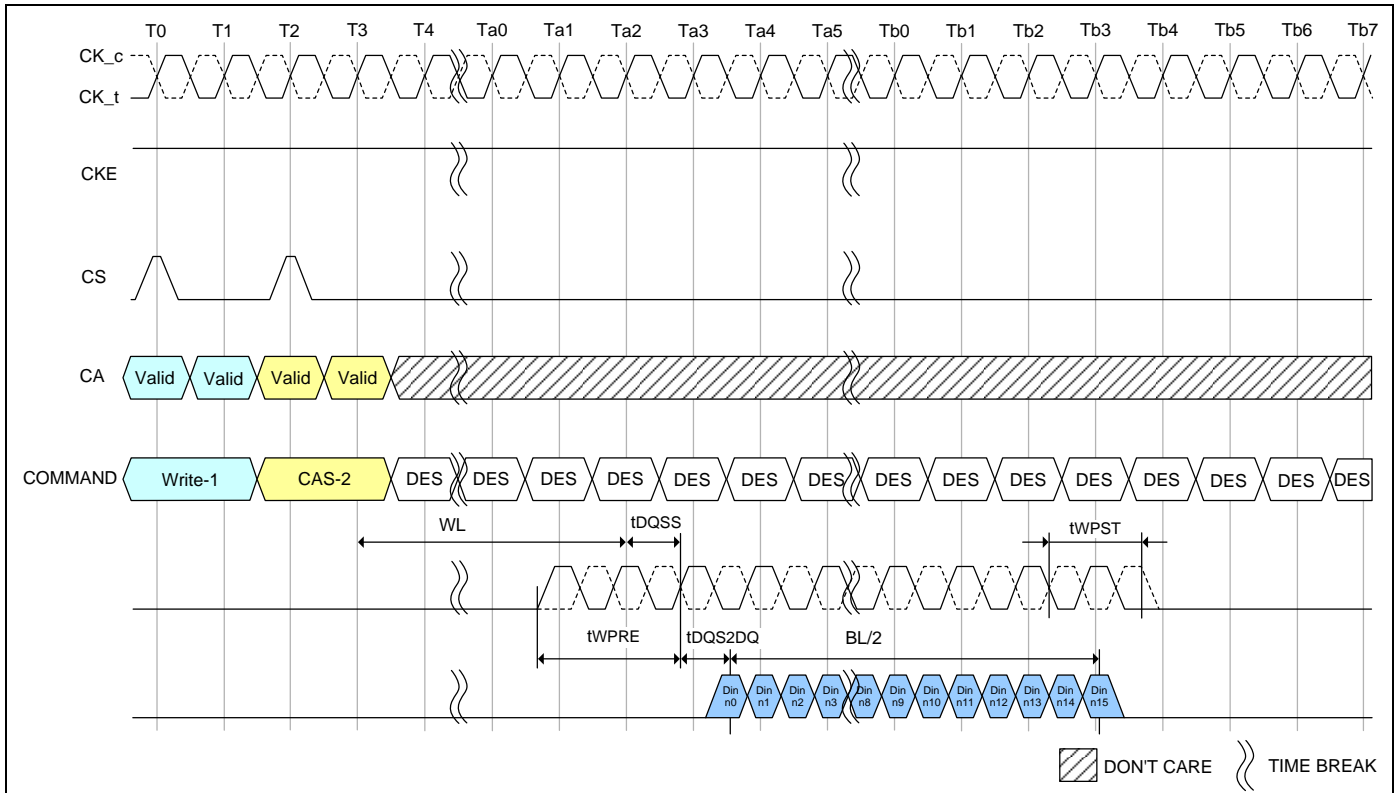 T0 T1 T2 T3 T4 Ta0 Ta1 Ta2 Ta3 Ta4 Ta5 Tb0 Tb1 Tb2 Tb3 Tb4 Tb5 Tb6 Tb7
CK_c
CK_t
CKE
CS
CA Valid Valid Valid Valid
COMMAND Write-1 CAS-2 DES DES DES DES DES DES DES DES DES DES DES DES DES DES DES
WL tDQSS tWPST
tWPRE tDQS2DQ BL/2
Din Din Din Din Din Din Din Din Din Din Din Din
n0 n1 n2 n3 n8 n9 n10 n11 n12 n13 n14 n15
DON'T CARE TIME BREAK